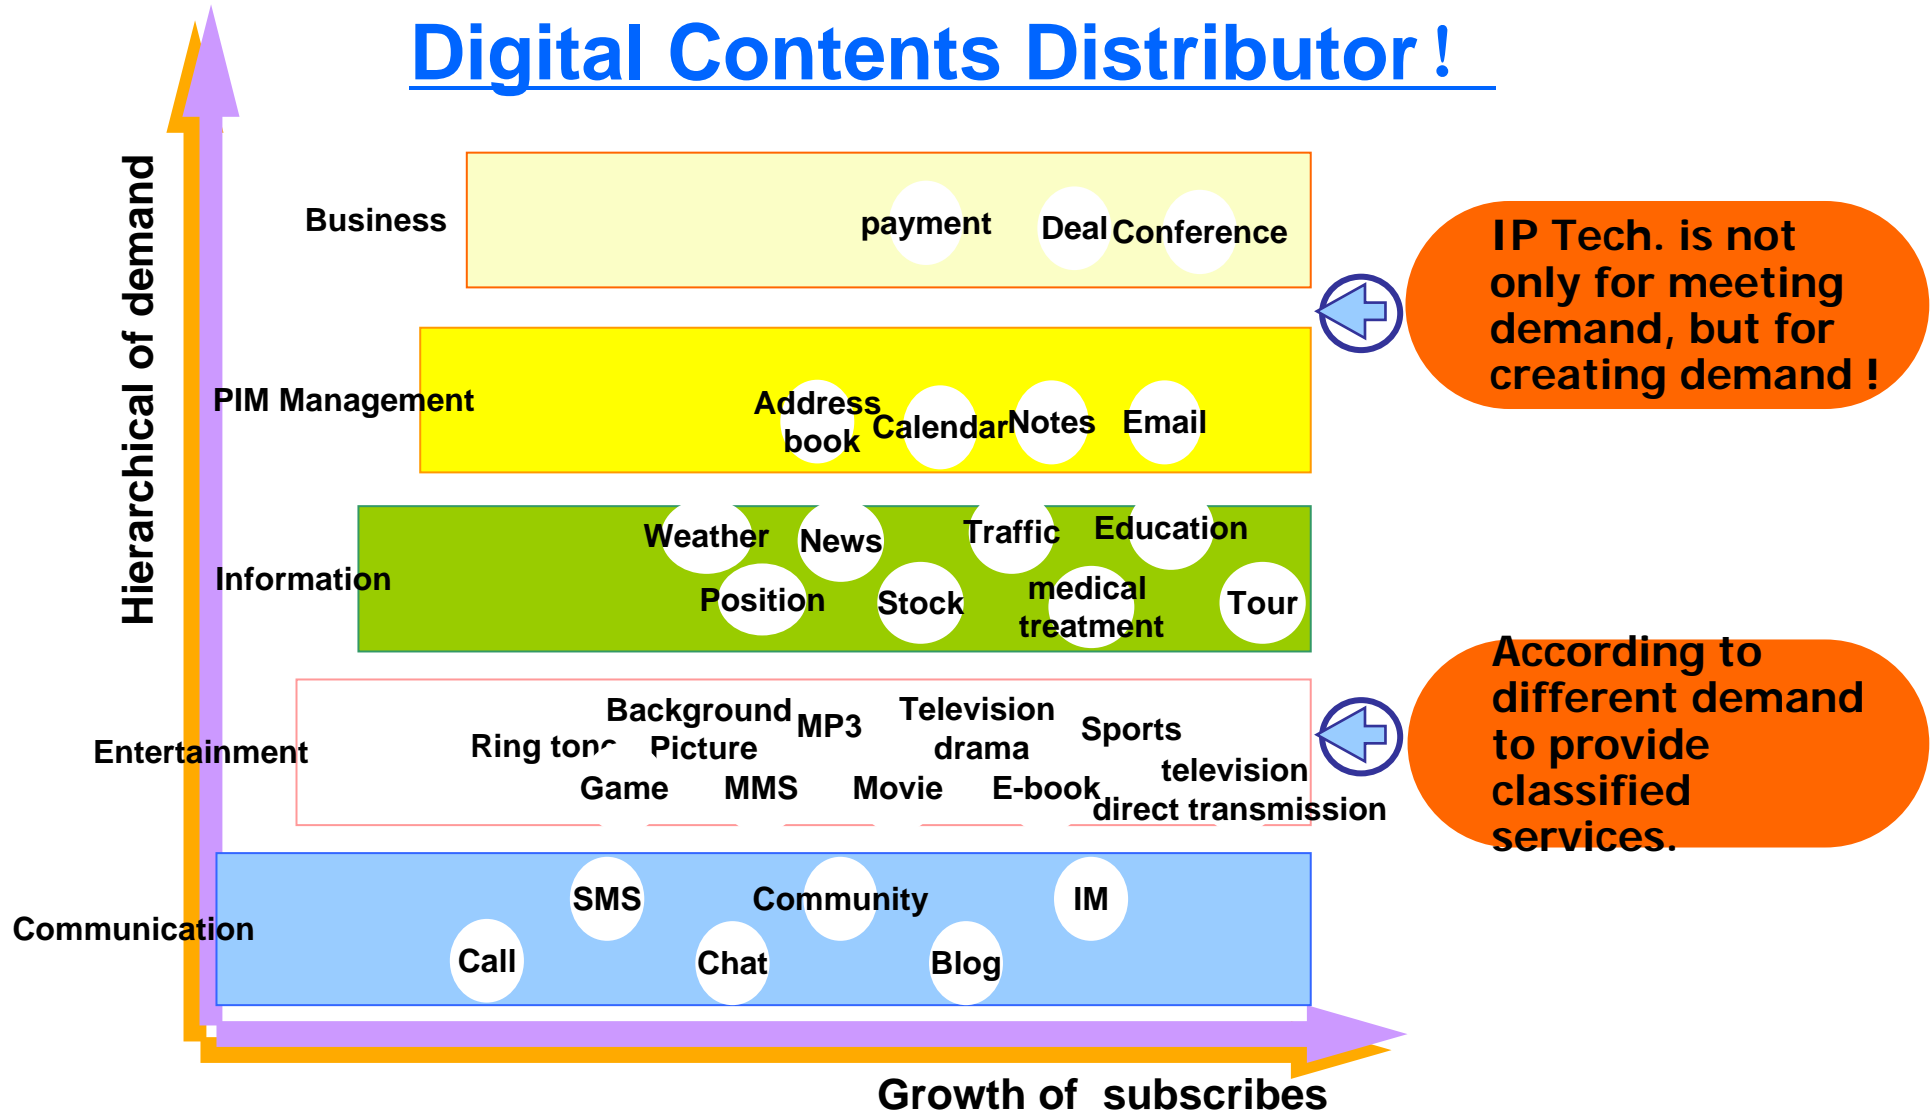 Digital Contents Distributor !
Hierarchical of demand
Business
payment
Deal
Conference
IP Tech. is not
only for meeting
demand, but for
creating demand !
PIM Management
Address
book
Calendar
Notes
Email
Information
Weather
News
Traffic
Education
Position
Stock
medical
treatment
Tour
Entertainment
Ring tone
Background
Picture
MP3
Television
drama
Sports
Game
MMS
Movie
E-book
television
direct transmission
According to
different demand
to provide
classified
services.
Communication
SMS
Community
IM
Call
Chat
Blog
Growth of  subscribes